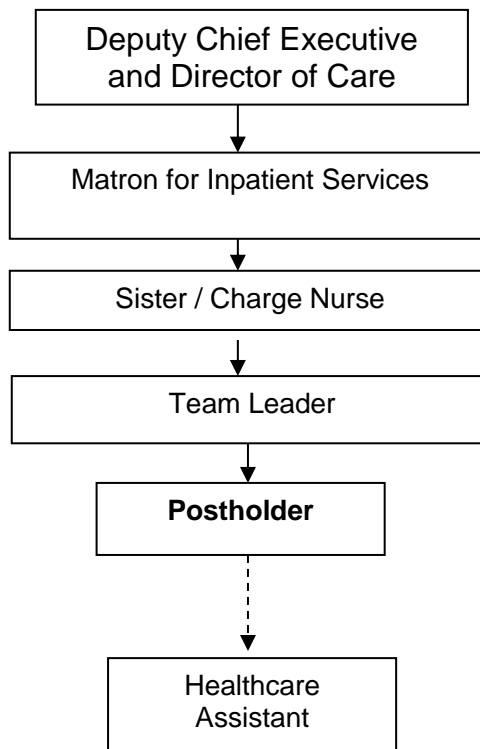 Deputy Chief Executive
and Director of Care
Matron for Inpatient Services
Sister / Charge Nurse
Team Leader
Postholder
Healthcare
Assistant